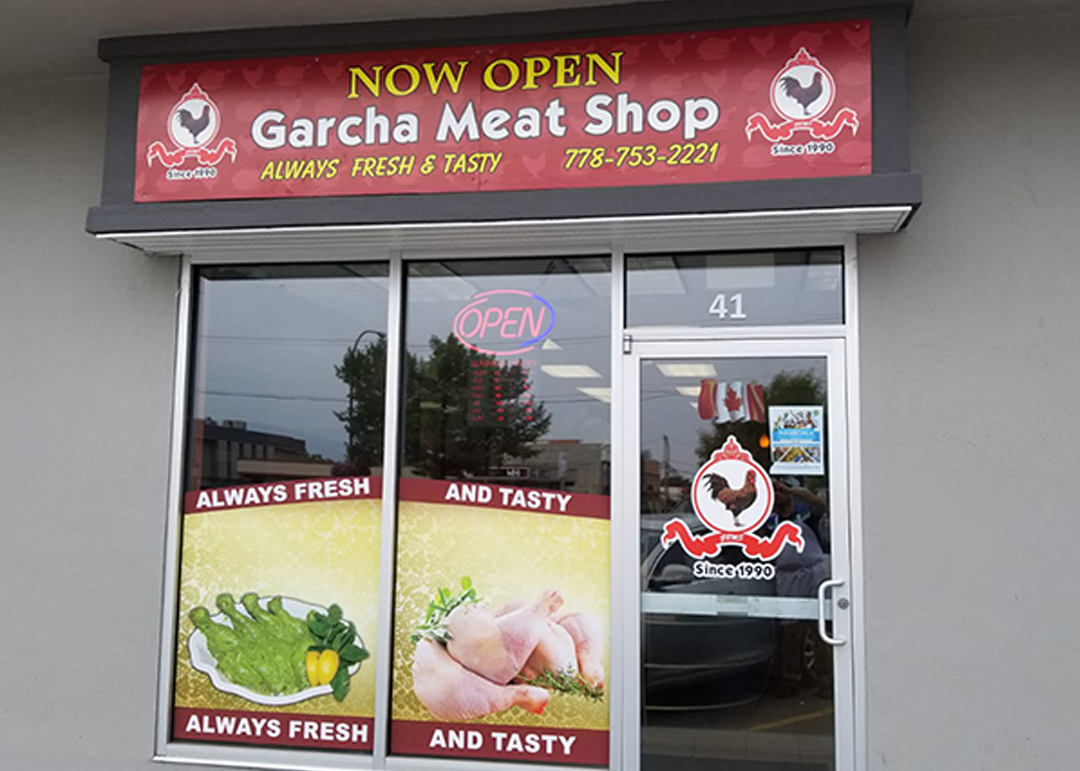 NOW OPEN
Garcha Meat Shop
ALWAYS FRESH & TASTY 778-753-2221
Since 1990
Since 1990
41
OPEN
ALWAYS FRESH
AND TASTY
Since 1990
ALWAYS FRESH
AND TASTY